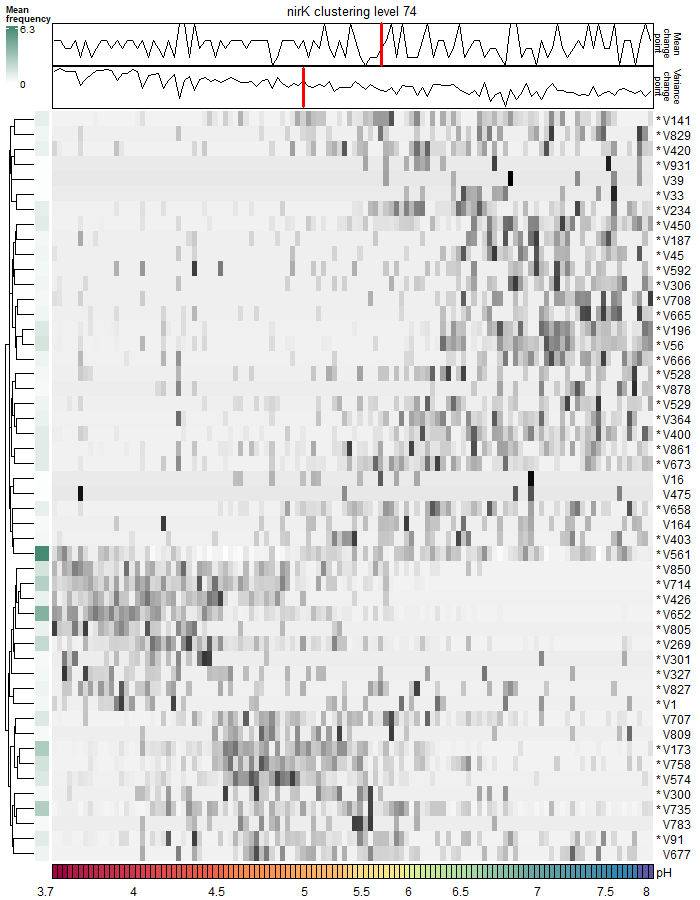 nirK clustering level 74
Mean
frequency
6.3
0
Mean
change
point
Variance
change
point
*V141
*V829
*V420
*V931
V39
*V33
*V234
*V450
*V187
*V45
*V592
*V306
*V708
*V665
*V196
*V56
*V666
*V528
*V878
*V529
*V364
*V400
*V861
*V673
V16
V475
*V658
V164
*V403
*V561
*V850
*V714
*V426
*V652
*V805
*V269
*V301
*V327
*V827
*V1
V707
V809
*V173
*V758
*V574
*V300
*V735
V783
*V91
V677
pH
3.7 4 4.5 5 5.5 6 6.5 7 7.5 8